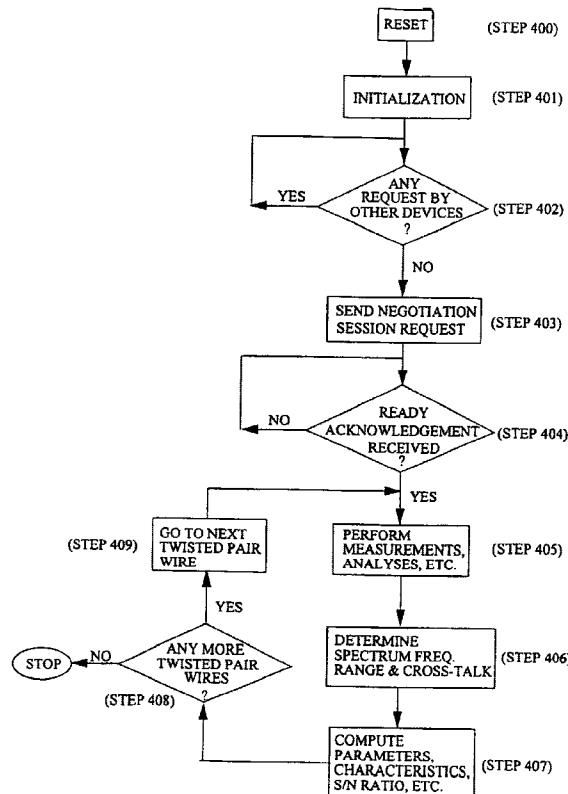 RESET
(STEP 400)
INITIALIZATION
(STEP 401)
ANY
REQUEST BY
OTHER DEVICES
?
YES
(STEP 402)
NO
SEND NEGOTIATION
SESSION REQUEST
(STEP 403)
READY
ACKNOWLEDGEMENT
RECEIVED
?
NO
(STEP 404)
YES
PERFORM
MEASUREMENTS,
ANALYSES, ETC.
(STEP 405)
DETERMINE
SPECTRUM FREQ.
RANGE & CROSS-TALK
(STEP 406)
COMPUTE
PARAMETERS,
CHARACTERISTICS,
S/N RATIO, ETC.
(STEP 407)
ANY MORE
TWISTED PAIR
WIRES
?
(STEP 408)
YES
GO TO NEXT
TWISTED PAIR
WIRE
(STEP 409)
NO
STOP